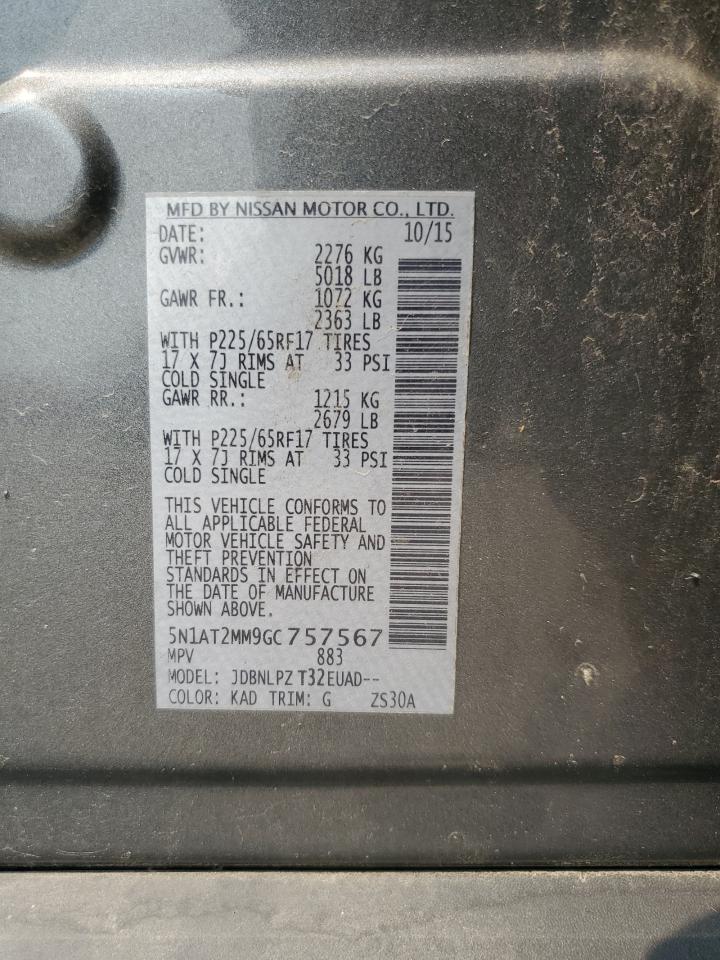 MFD BY NISSAN MOTOR CO., LTD.
DATE: 10/15
GVWR: 2276 KG
5018 LB
GAWR FR.: 1072 KG
2363 LB
WITH P225/65RF17 TIRES
17 X 7J RIMS AT 33 PSI
COLD SINGLE
GAWR RR.: 1215 KG
2679 LB
WITH P225/65RF17 TIRES
17 X 7J RIMS AT 33 PSI
COLD SINGLE
THIS VEHICLE CONFORMS TO
ALL APPLICABLE FEDERAL
MOTOR VEHICLE SAFETY AND
THEFT PREVENTION
STANDARDS IN EFFECT ON
THE DATE OF MANUFACTURE
SHOWN ABOVE.
5N1AT2MM9GC757567
MPV 883
MODEL: JDBNLPZ T32EUAD--
COLOR: KAD TRIM: G ZS30A